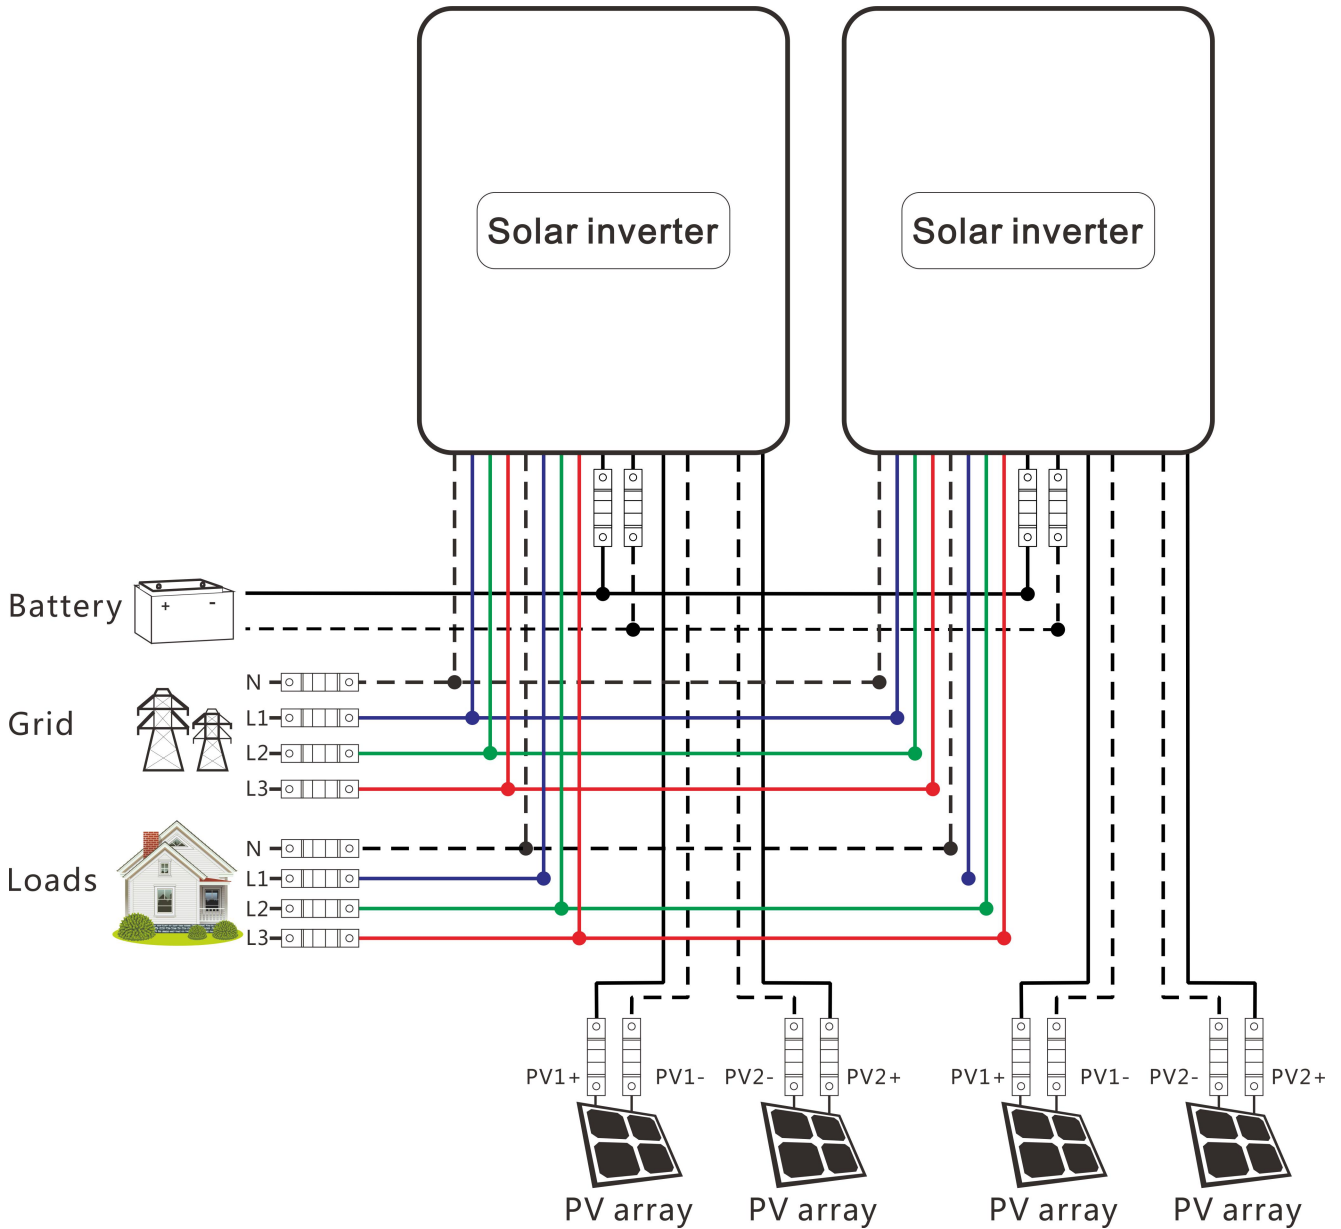 Solar inverter
Solar inverter
Battery
+ -
Grid
N
L1
L2
L3
Loads
N
L1
L2
L3
PV1+ PV1- PV2- PV2+ PV1+ PV1- PV2- PV2+
PV array PV array PV array PV array